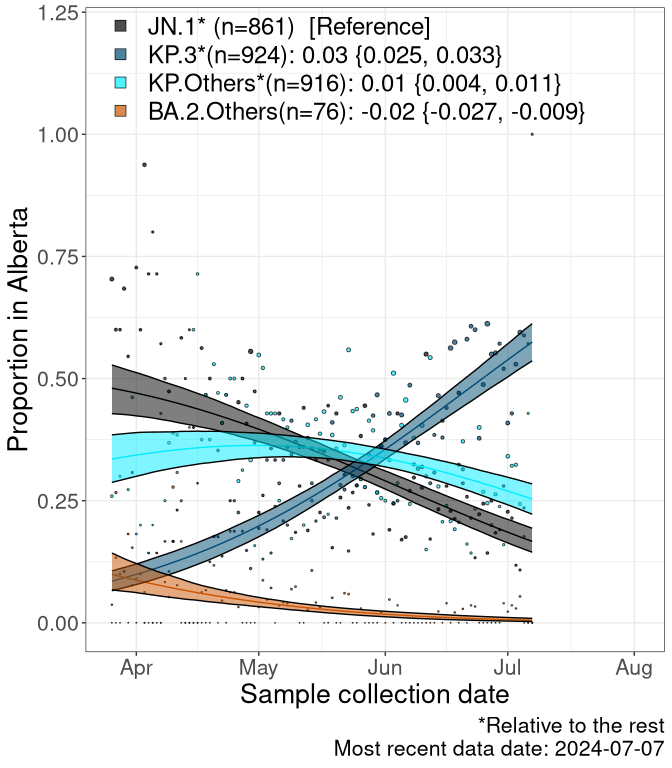 JN.1* (n=861)  [Reference]
KP.3*(n=924): 0.03 {0.025, 0.033}
KP.Others*(n=916): 0.01 {0.004, 0.011}
BA.2.Others(n=76): -0.02 {-0.027, -0.009}
Proportion in Alberta
1.25
1.00
0.75
0.50
0.25
0.00
Apr May Jun Jul Aug
Sample collection date
*Relative to the rest
Most recent data date: 2024-07-07